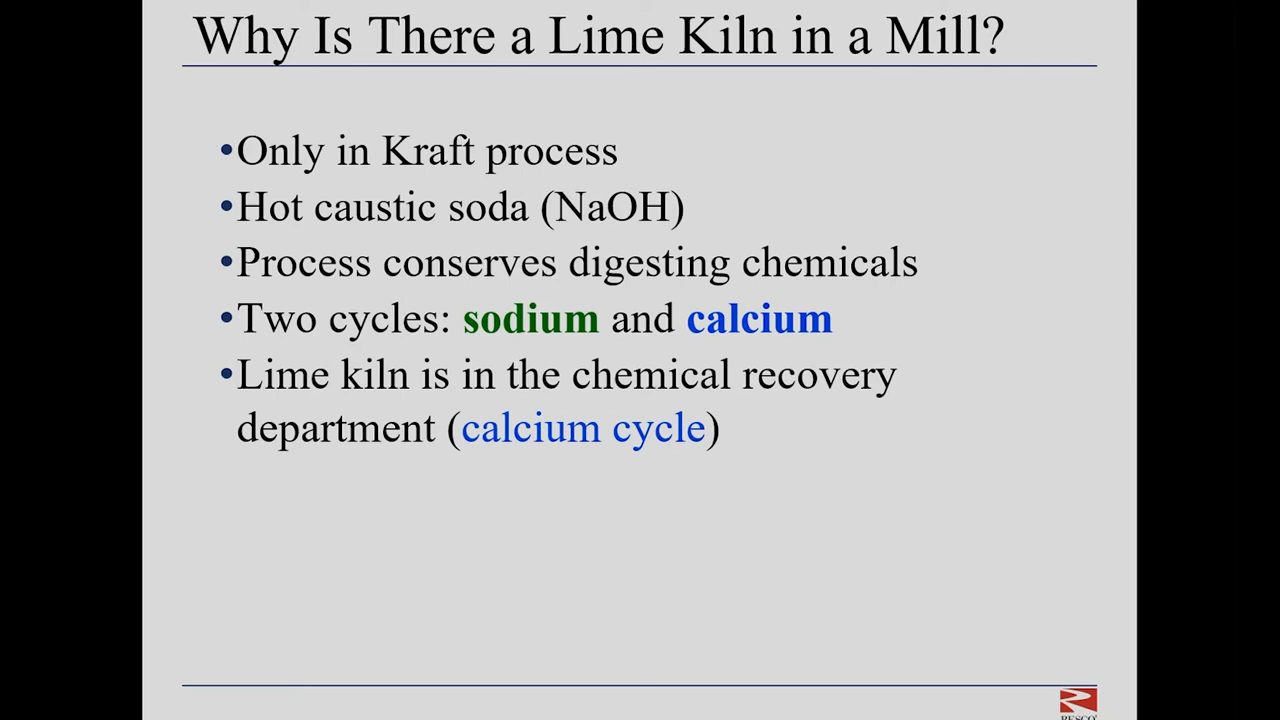 Why Is There a Lime Kiln in a Mill?
•Only in Kraft process
•Hot caustic soda (NaOH)
•Process conserves digesting chemicals
•Two cycles: sodium and calcium
•Lime kiln is in the chemical recovery
department (calcium cycle)
RESCO